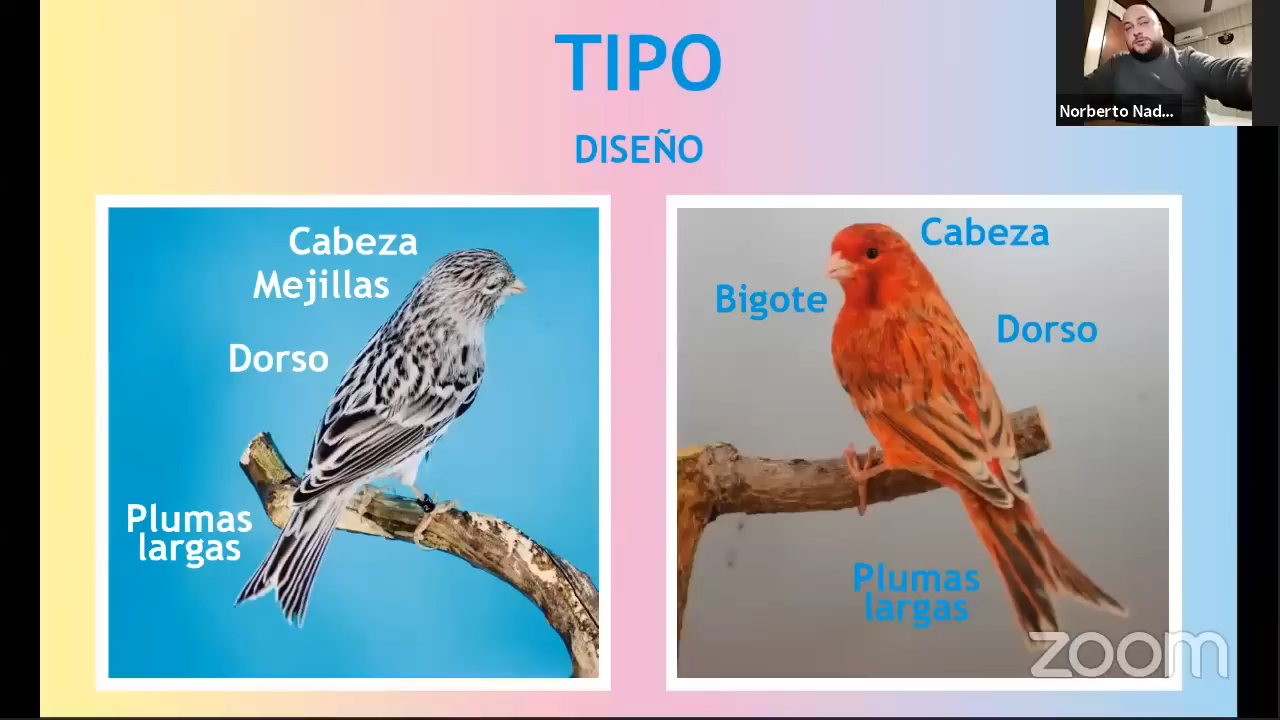 TIPO
DISEÑO
Norberto Nad...
Cabeza
Mejillas
Dorso
Plumas
largas
Cabeza
Bigote
Dorso
Plumas
largas
zoom